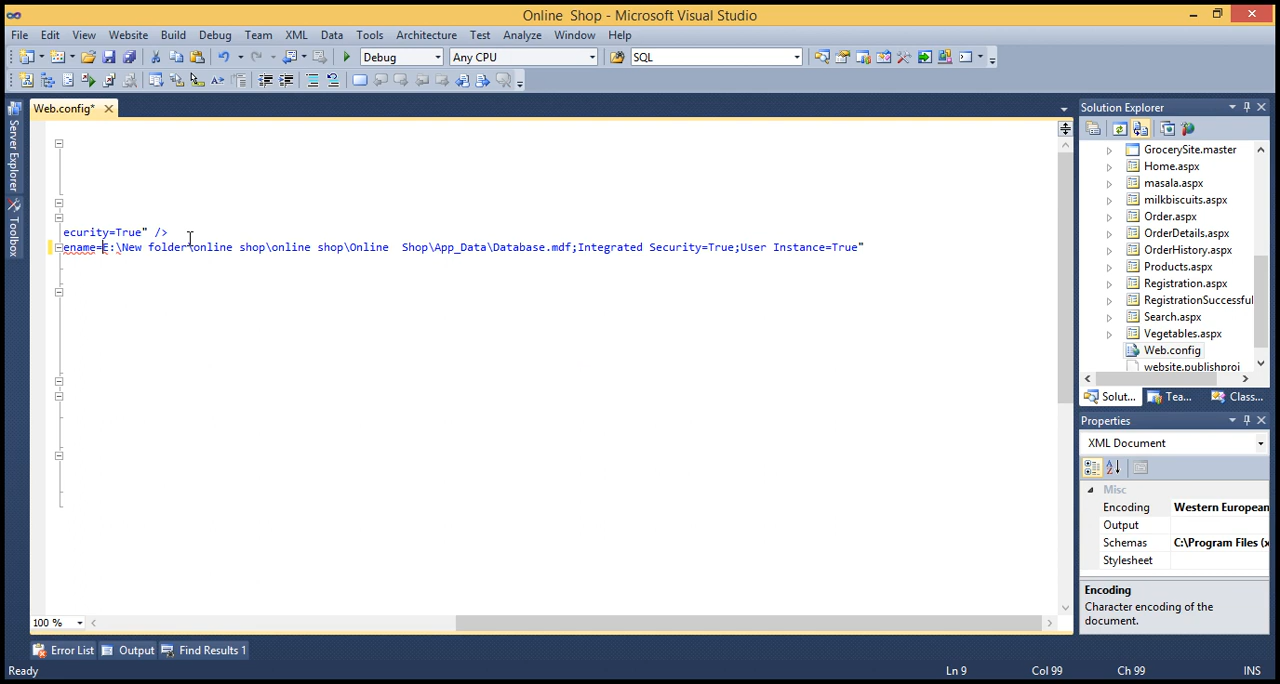 Online  Shop - Microsoft Visual Studio
File Edit View Website Build Debug Team XML Data Tools Architecture Test Analyze Window Help
Debug Any CPU SQL
Web.config*
Server Explorer
Toolbox
ecurity=True" />
ename=E:\New folder\online shop\online shop\Online  Shop\App_Data\Database.mdf;Integrated Security=True;User Instance=True"
100 %
Solution Explorer
GrocerySite.master
Home.aspx
masala.aspx
milkbiscuits.aspx
Order.aspx
OrderDetails.aspx
OrderHistory.aspx
Products.aspx
Registration.aspx
RegistrationSuccessful
Search.aspx
Vegetables.aspx
Web.config
website.publishproj
Solut... Tea... Class...
Properties
XML Document
Misc
Encoding Western European
Output
Schemas C:\Program Files (x
Stylesheet
Encoding
Character encoding of the
document.
Error List Output Find Results 1
Ready Ln 9 Col 99 Ch 99 INS